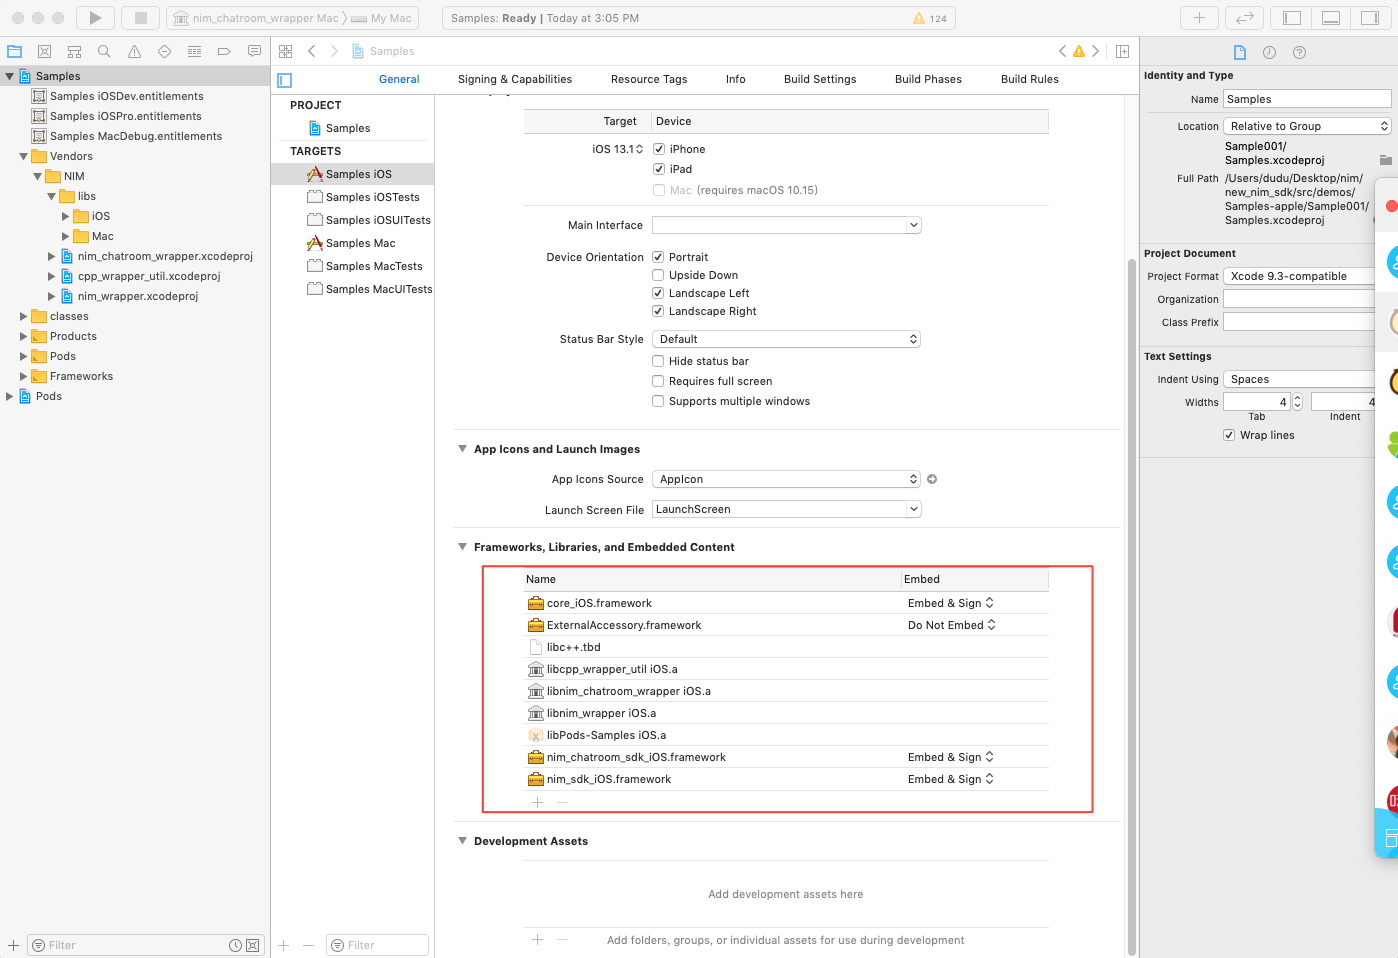 nim_chatroom_wrapper Mac
My Mac
Samples: Ready | Today at 3:05 PM
124
Samples
General
Signing & Capabilities
Resource Tags
Info
Build Settings
Build Phases
Build Rules
Samples
Samples iOSDev.entitlements
Samples iOSPro.entitlements
Samples MacDebug.entitlements
Vendors
NIM
libs
iOS
Mac
nim_chatroom_wrapper.xcodeproj
cpp_wrapper_util.xcodeproj
nim_wrapper.xcodeproj
classes
Products
Pods
Frameworks
Pods
Filter
PROJECT
Samples
TARGETS
Samples iOS
Samples iOSTests
Samples iOSUITests
Samples Mac
Samples MacTests
Samples MacUITests
Filter
Target
Device
iOS 13.1
iPhone
iPad
Mac (requires macOS 10.15)
Main Interface
Device Orientation
Portrait
Upside Down
Landscape Left
Landscape Right
Status Bar Style
Default
Hide status bar
Requires full screen
Supports multiple windows
App Icons and Launch Images
App Icons Source
AppIcon
Launch Screen File
LaunchScreen
Frameworks, Libraries, and Embedded Content
Name
Embed
core_iOS.framework
Embed & Sign
ExternalAccessory.framework
Do Not Embed
libc++.tbd
libcpp_wrapper_util iOS.a
libnim_chatroom_wrapper iOS.a
libnim_wrapper iOS.a
libPods-Samples iOS.a
nim_chatroom_sdk_iOS.framework
Embed & Sign
nim_sdk_iOS.framework
Embed & Sign
Development Assets
Add development assets here
Add folders, groups, or individual assets for use during development
Identity and Type
Name
Samples
Location
Relative to Group
Sample001/
Samples.xcodeproj
Full Path
/Users/dudu/Desktop/nim/
new_nim_sdk/src/demos/
Samples-apple/Sample001/
Samples.xcodeproj
Project Document
Project Format
Xcode 9.3-compatible
Organization
Class Prefix
Text Settings
Indent Using
Spaces
Widths
4
4
Tab
Indent
Wrap lines